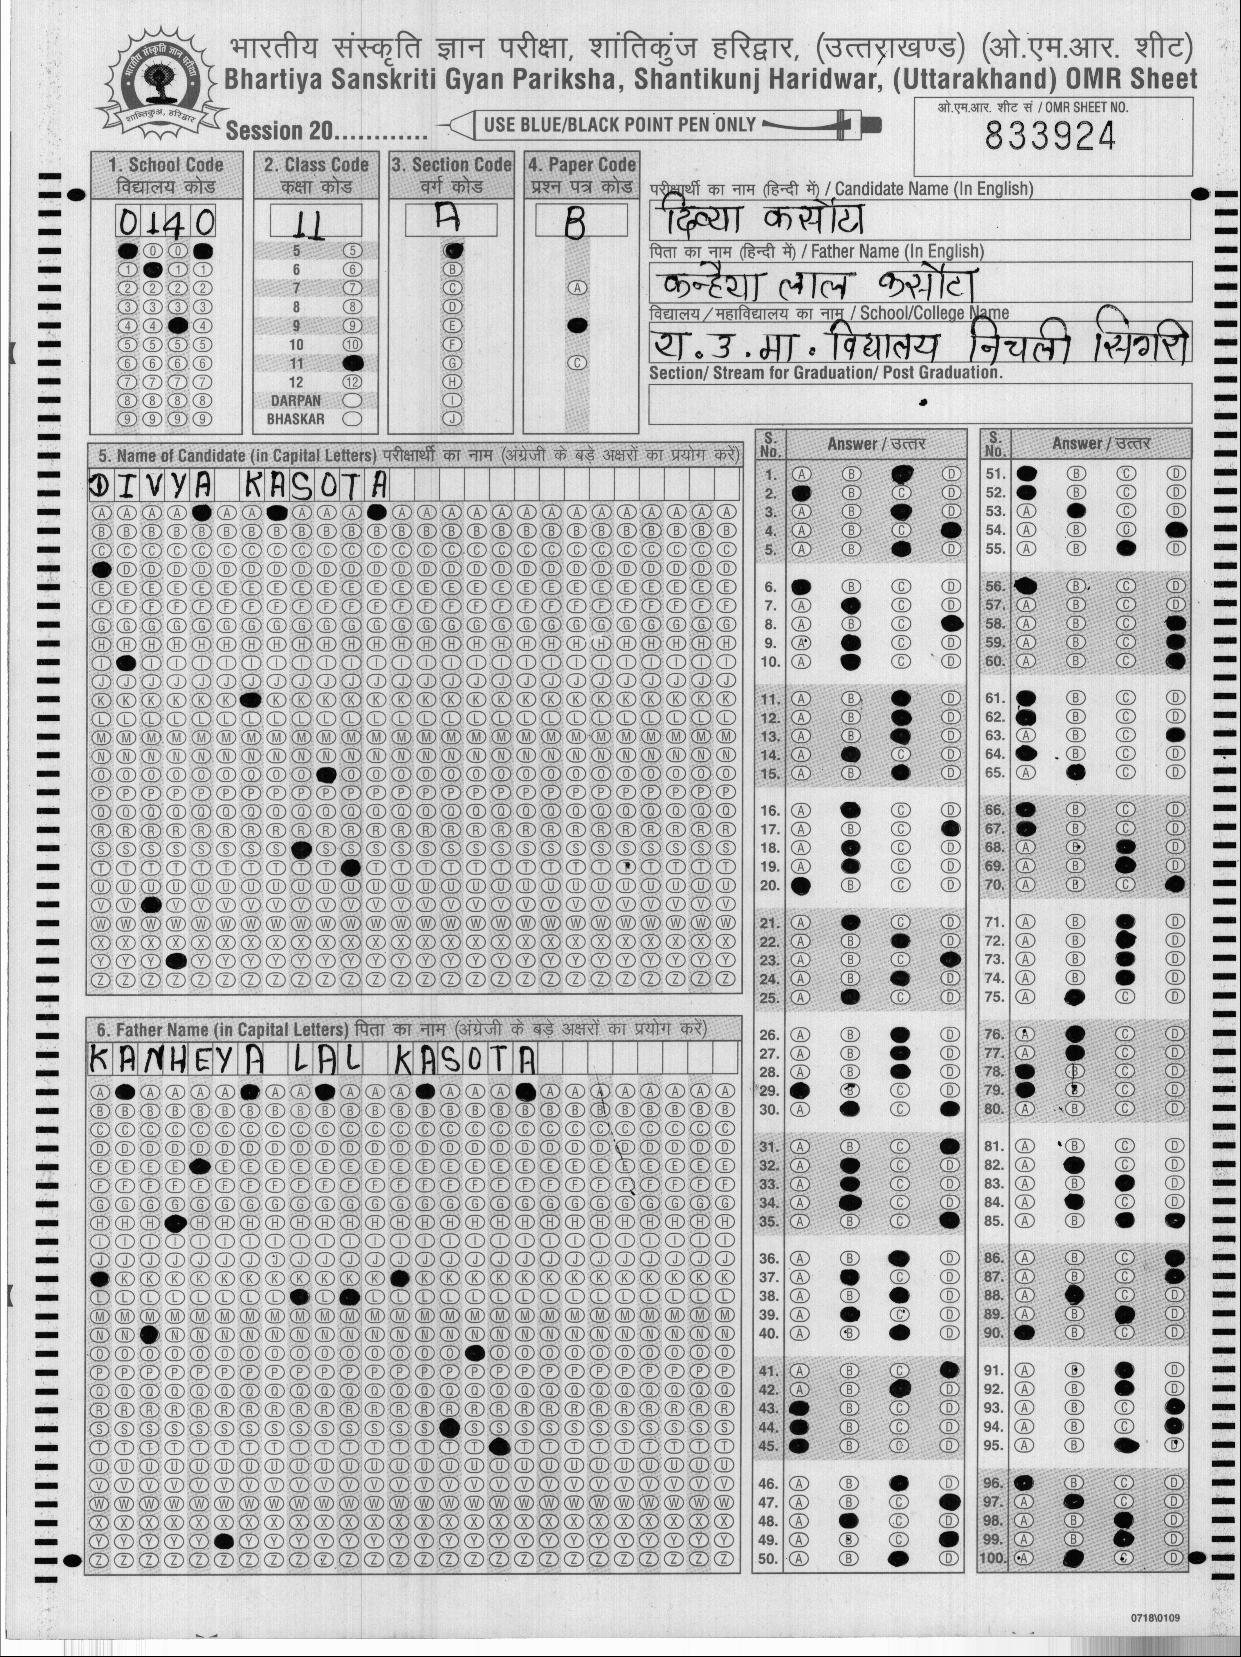 भारतीय संस्कृति ज्ञान परीक्षा, शांतिकुंज हरिद्वार, (उत्तराखण्ड) (ओ.एम.आर. शीट)
Bhartiya Sanskriti Gyan Pariksha, Shantikunj Haridwar, (Uttarakhand) OMR Sheet
Session 20............ USE BLUE/BLACK POINT PEN ONLY
ओ.एम.आर. शीट सं / OMR SHEET NO.
833924
1. School Code
विद्यालय कोड
0140
2. Class Code
कक्षा कोड
11
5
6
7
8
9
10
11
12
DARPAN
BHASKAR
3. Section Code
वर्ग कोड
A
4. Paper Code
प्रश्न पत्र कोड
B
परीक्षार्थी का नाम (हिन्दी में) / Candidate Name (In English)
दिव्या कसौटा
पिता का नाम (हिन्दी में) / Father Name (In English)
कन्हैया लाल कसौटा
विद्यालय/महाविद्यालय का नाम / School/College Name
रा.उ.मा. विद्यालय निचली सिगरी
Section/ Stream for Graduation/ Post Graduation.
5. Name of Candidate (in Capital Letters) परीक्षार्थी का नाम (अंग्रेजी के बड़े अक्षरों का प्रयोग करें)
DIVYA KASOTA
6. Father Name (in Capital Letters) पिता का नाम (अंग्रेजी के बड़े अक्षरों का प्रयोग करें)
KANHEYA LAL KASOTA
S. No. Answer / उत्तर
S. No. Answer / उत्तर
0718\0109